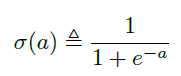 σ(a) ≜ 1 / (1 + e^{-a})